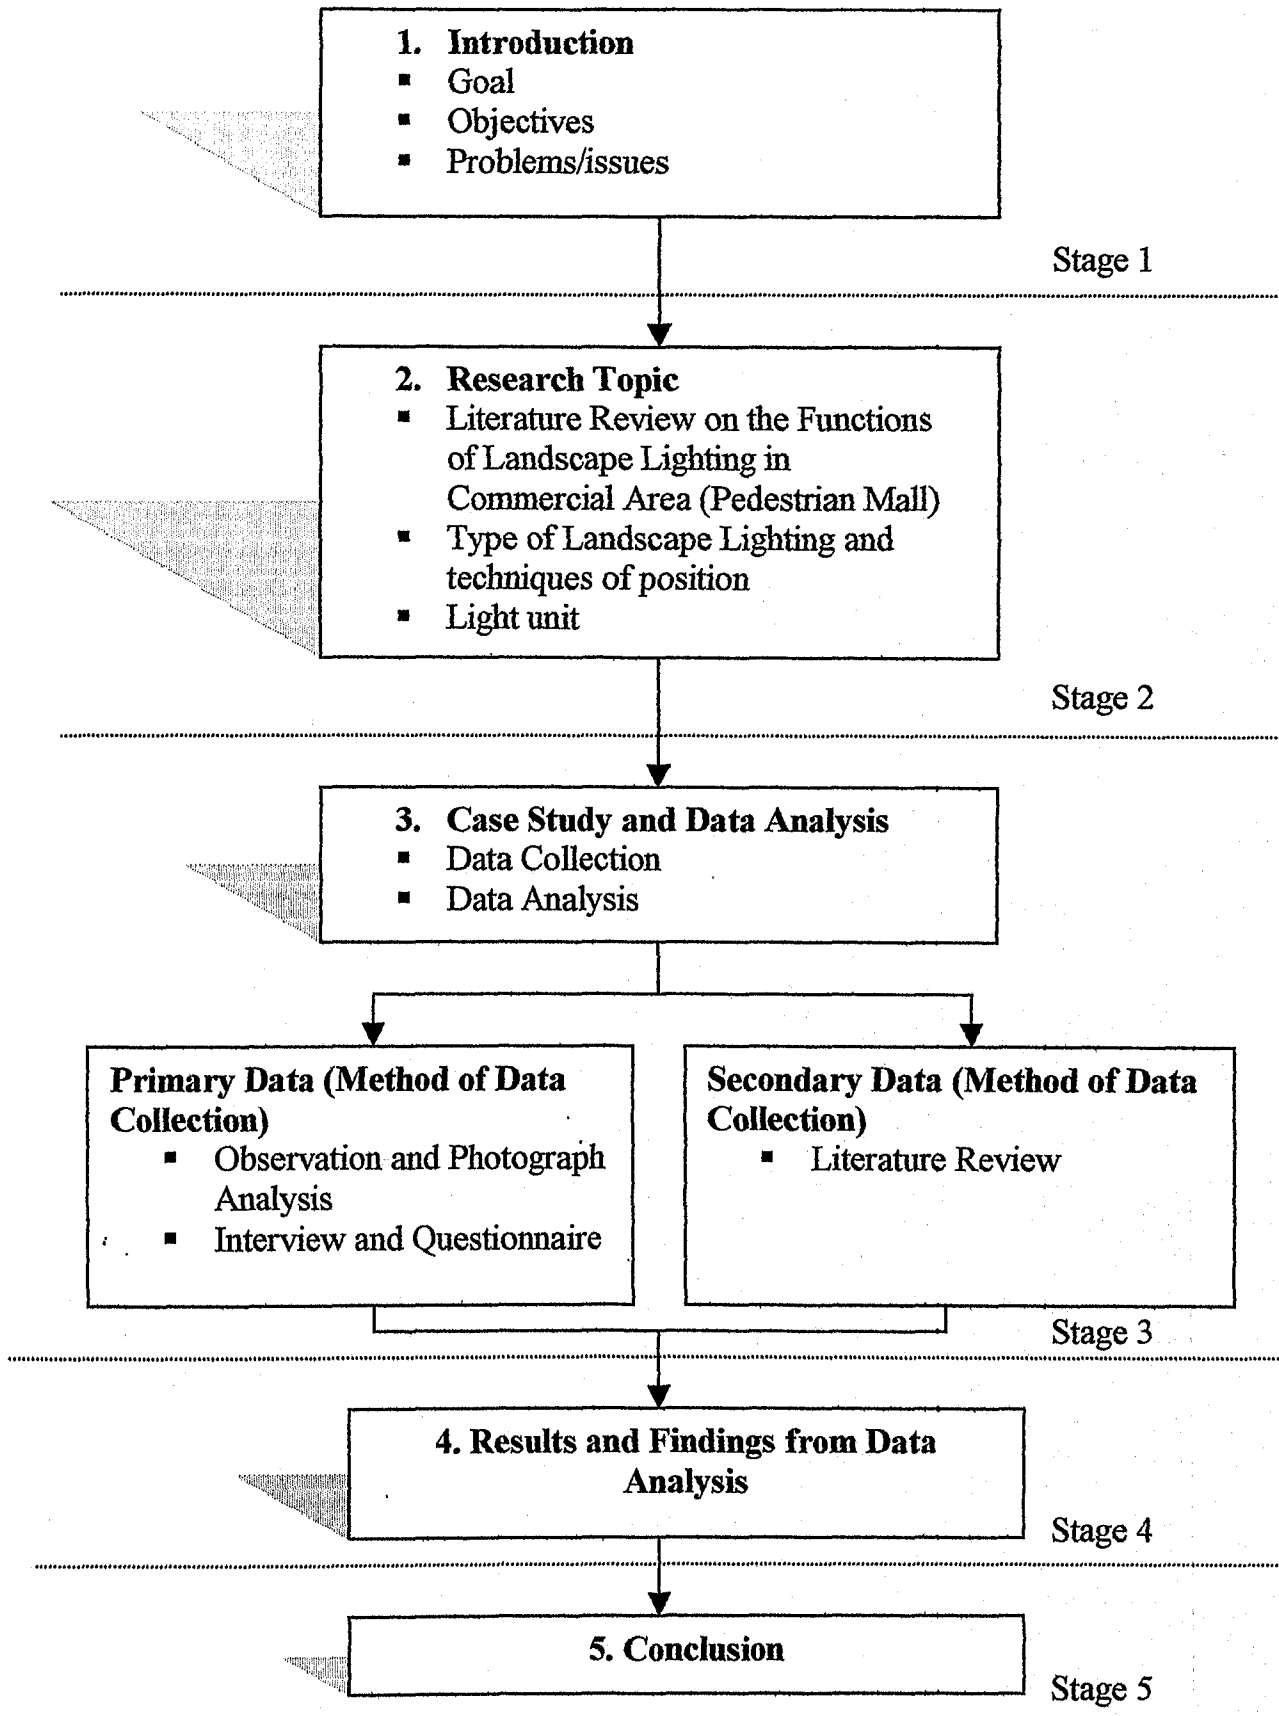 1. Introduction
▪ Goal
▪ Objectives
▪ Problems/issues
Stage 1
2. Research Topic
▪ Literature Review on the Functions
of Landscape Lighting in
Commercial Area (Pedestrian Mall)
▪ Type of Landscape Lighting and
techniques of position
▪ Light unit
Stage 2
3. Case Study and Data Analysis
▪ Data Collection
▪ Data Analysis
Primary Data (Method of Data
Collection)
▪ Observation and Photograph
Analysis
▪ Interview and Questionnaire
Secondary Data (Method of Data
Collection)
▪ Literature Review
Stage 3
4. Results and Findings from Data
Analysis
Stage 4
5. Conclusion
Stage 5